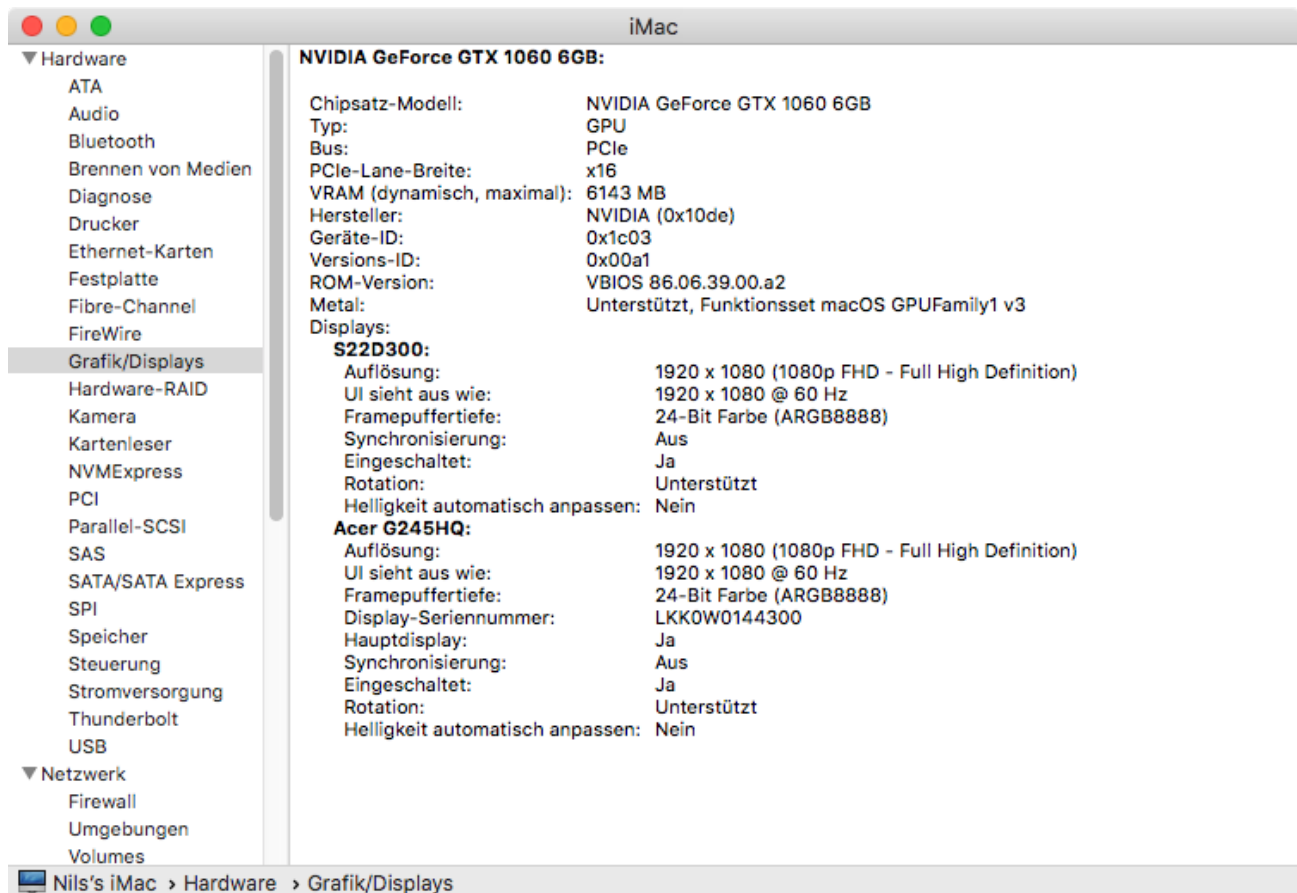 iMac
Hardware
ATA
Audio
Bluetooth
Brennen von Medien
Diagnose
Drucker
Ethernet-Karten
Festplatte
Fibre-Channel
FireWire
Grafik/Displays
Hardware-RAID
Kamera
Kartenleser
NVMExpress
PCI
Parallel-SCSI
SAS
SATA/SATA Express
SPI
Speicher
Steuerung
Stromversorgung
Thunderbolt
USB
Netzwerk
Firewall
Umgebungen
Volumes
NVIDIA GeForce GTX 1060 6GB:
Chipsatz-Modell: NVIDIA GeForce GTX 1060 6GB
Typ: GPU
Bus: PCIe
PCIe-Lane-Breite: x16
VRAM (dynamisch, maximal): 6143 MB
Hersteller: NVIDIA (0x10de)
Geräte-ID: 0x1c03
Versions-ID: 0x00a1
ROM-Version: VBIOS 86.06.39.00.a2
Metal: Unterstützt, Funktionsset macOS GPUFamily1 v3
Displays:
S22D300:
Auflösung: 1920 x 1080 (1080p FHD - Full High Definition)
UI sieht aus wie: 1920 x 1080 @ 60 Hz
Framepuffertiefe: 24-Bit Farbe (ARGB8888)
Synchronisierung: Aus
Eingeschaltet: Ja
Rotation: Unterstützt
Helligkeit automatisch anpassen: Nein
Acer G245HQ:
Auflösung: 1920 x 1080 (1080p FHD - Full High Definition)
UI sieht aus wie: 1920 x 1080 @ 60 Hz
Framepuffertiefe: 24-Bit Farbe (ARGB8888)
Display-Seriennummer: LKK0W0144300
Hauptdisplay: Ja
Synchronisierung: Aus
Eingeschaltet: Ja
Rotation: Unterstützt
Helligkeit automatisch anpassen: Nein
Nils's iMac › Hardware › Grafik/Displays